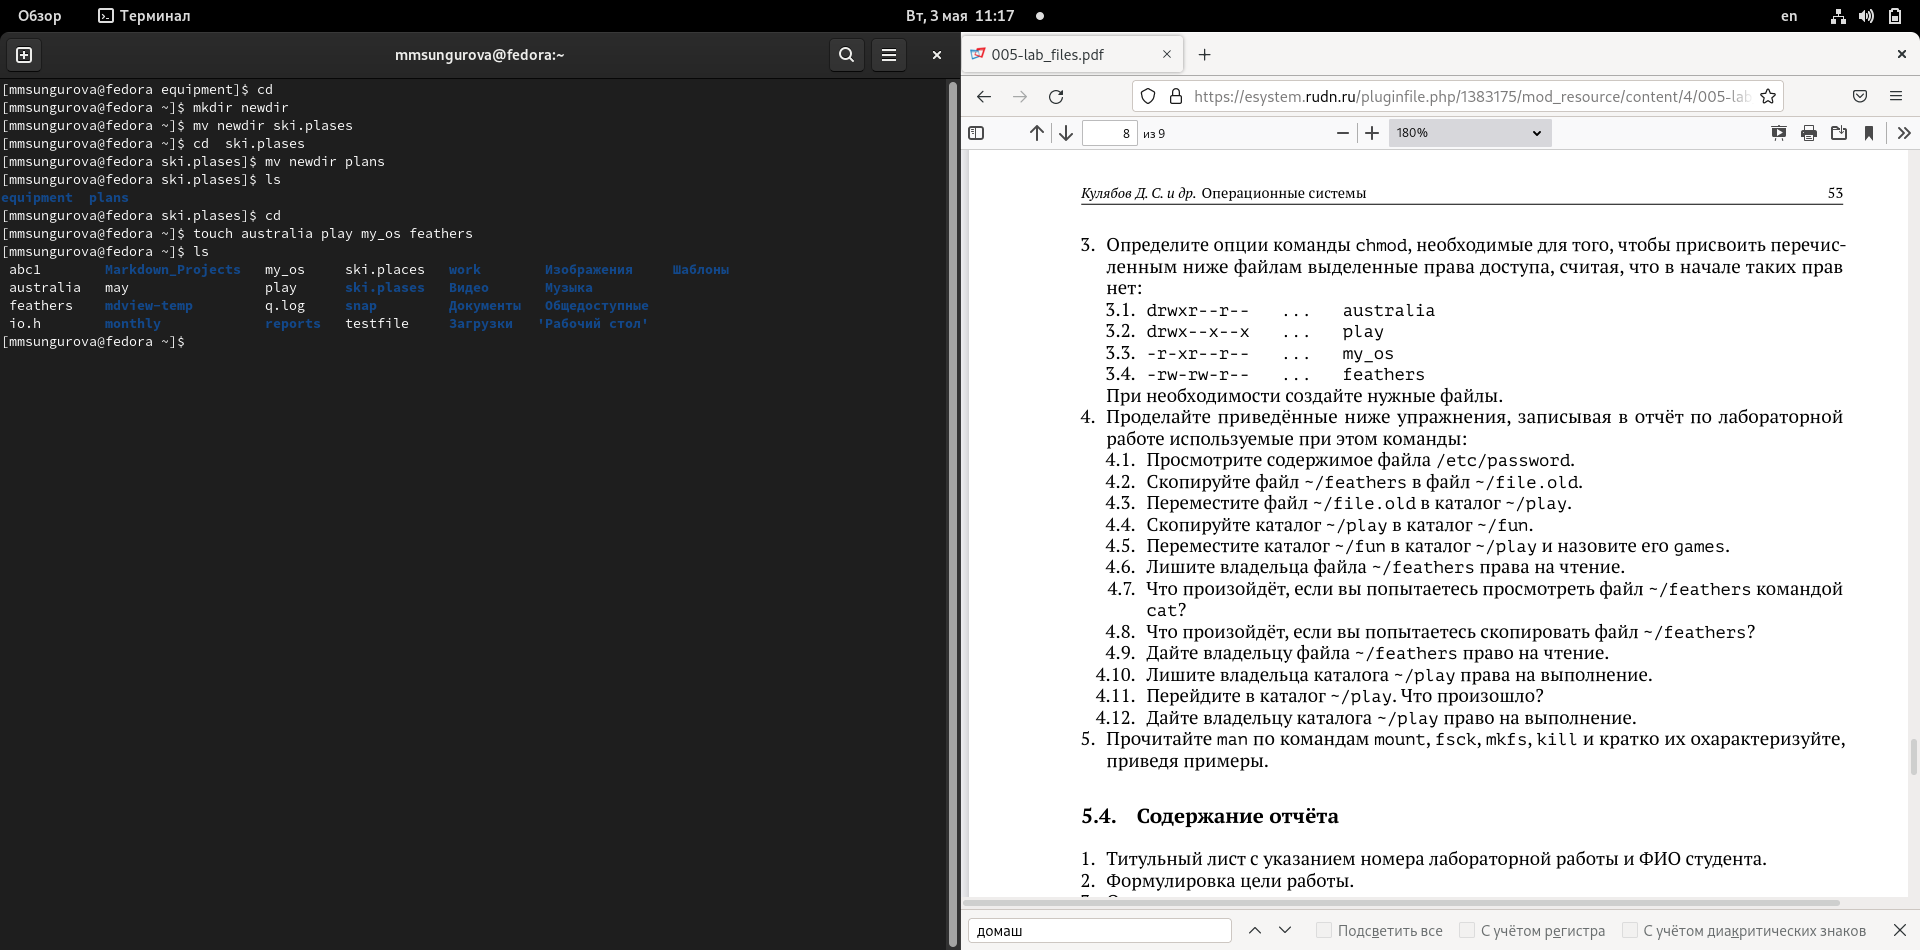 Обзор Терминал Вт, 3 мая 11:17 en
mmsungurova@fedora:~
[mmsungurova@fedora equipment]$ cd
[mmsungurova@fedora ~]$ mkdir newdir
[mmsungurova@fedora ~]$ mv newdir ski.plases
[mmsungurova@fedora ~]$ cd  ski.plases
[mmsungurova@fedora ski.plases]$ mv newdir plans
[mmsungurova@fedora ski.plases]$ ls
equipment  plans
[mmsungurova@fedora ski.plases]$ cd
[mmsungurova@fedora ~]$ touch australia play my_os feathers
[mmsungurova@fedora ~]$ ls
abc1 Markdown_Projects my_os ski.places work Изображения Шаблоны
australia may play ski.plases Видео Музыка
feathers mdview-temp q.log snap Документы Общедоступные
io.h monthly reports testfile Загрузки 'Рабочий стол'
[mmsungurova@fedora ~]$
005-lab_files.pdf
https://esystem.rudn.ru/pluginfile.php/1383175/mod_resource/content/4/005-lab
8 из 9 180%
Кулябов Д. С. и др. Операционные системы 53
3. Определите опции команды chmod, необходимые для того, чтобы присвоить перечис-
ленным ниже файлам выделенные права доступа, считая, что в начале таких прав
нет:
3.1. drwxr--r-- ... australia
3.2. drwx--x--x ... play
3.3. -r-xr--r-- ... my_os
3.4. -rw-rw-r-- ... feathers
При необходимости создайте нужные файлы.
4. Проделайте приведённые ниже упражнения, записывая в отчёт по лабораторной
работе используемые при этом команды:
4.1. Просмотрите содержимое файла /etc/password.
4.2. Скопируйте файл ~/feathers в файл ~/file.old.
4.3. Переместите файл ~/file.old в каталог ~/play.
4.4. Скопируйте каталог ~/play в каталог ~/fun.
4.5. Переместите каталог ~/fun в каталог ~/play и назовите его games.
4.6. Лишите владельца файла ~/feathers права на чтение.
4.7. Что произойдёт, если вы попытаетесь просмотреть файл ~/feathers командой
cat?
4.8. Что произойдёт, если вы попытаетесь скопировать файл ~/feathers?
4.9. Дайте владельцу файла ~/feathers право на чтение.
4.10. Лишите владельца каталога ~/play права на выполнение.
4.11. Перейдите в каталог ~/play. Что произошло?
4.12. Дайте владельцу каталога ~/play право на выполнение.
5. Прочитайте man по командам mount, fsck, mkfs, kill и кратко их охарактеризуйте,
приведя примеры.
5.4. Содержание отчёта
1. Титульный лист с указанием номера лабораторной работы и ФИО студента.
2. Формулировка цели работы.
домаш Подсветить все С учётом регистра С учётом диакритических знаков